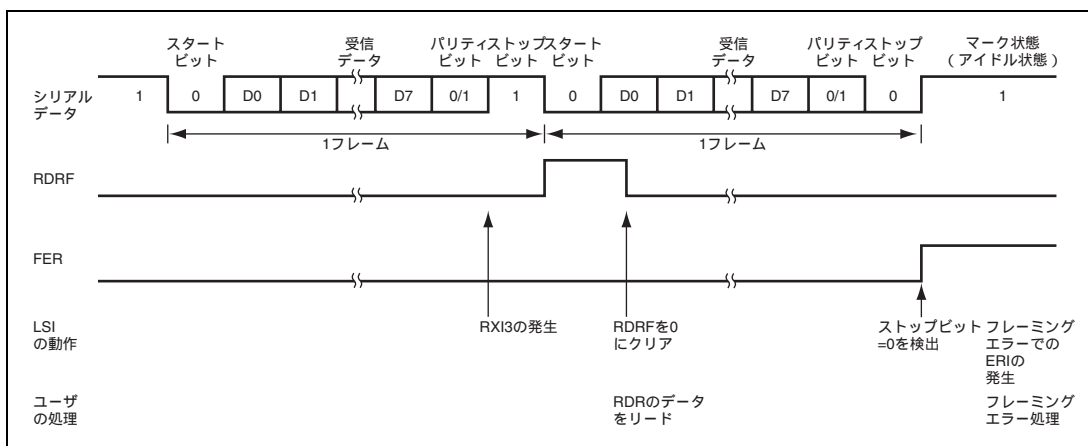 スタート
ビット
受信
データ
パリティ
ビット
ストップ
ビット
スタート
ビット
受信
データ
パリティ
ビット
ストップ
ビット
マーク状態
（アイドル状態）
シリアル
データ
1
0
D0
D1
D7
0/1
1
0
D0
D1
D7
0/1
0
1
1フレーム
1フレーム
RDRF
FER
LSI
の動作
RXI3の発生
RDRFを0
にクリア
ストップビット
=0を検出
フレーミング
エラーでの
ERIの
発生
ユーザ
の処理
RDRのデータ
をリード
フレーミング
エラー処理